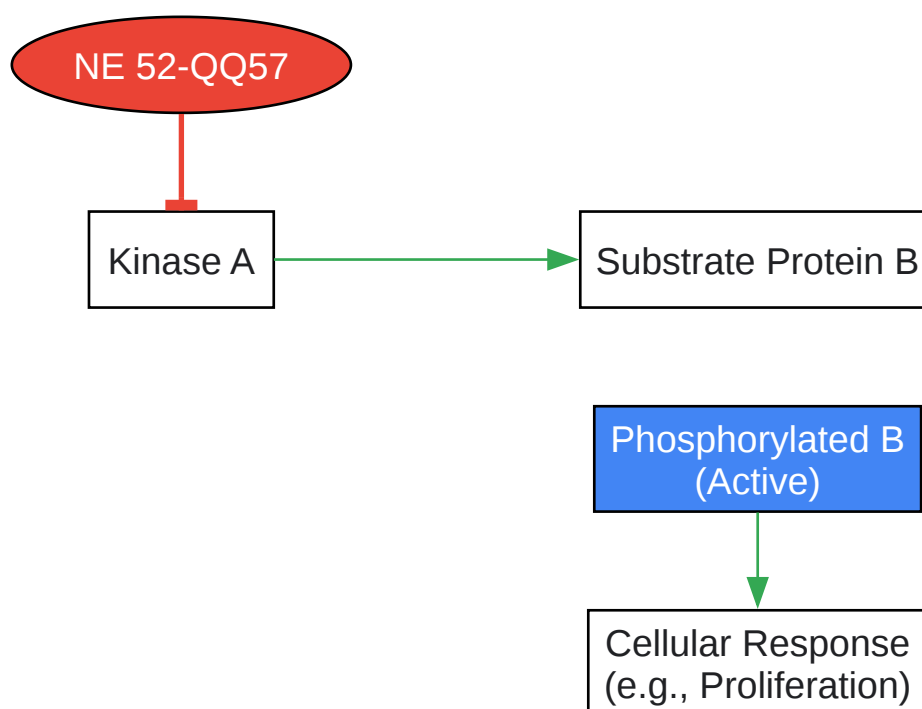 NE 52-QQ57
Kinase A
Substrate Protein B
Phosphorylated B
(Active)
Cellular Response
(e.g., Proliferation)